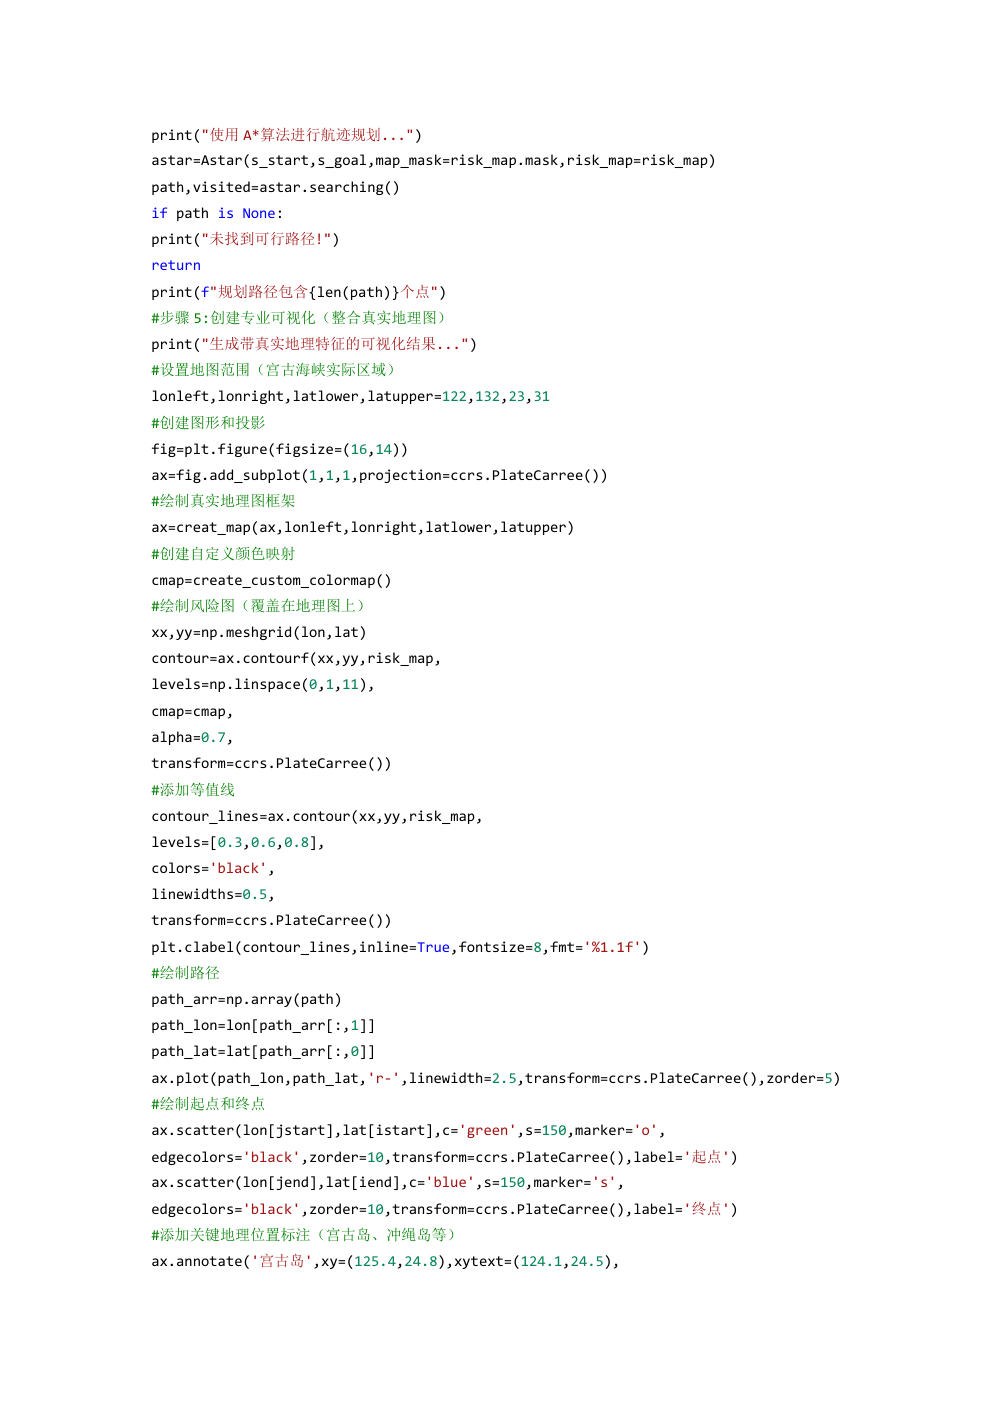 print("使用 A*算法进行航迹规划...")
astar=Astar(s_start,s_goal,map_mask=risk_map.mask,risk_map=risk_map)
path,visited=astar.searching()
if path is None:
print("未找到可行路径!")
return
print(f"规划路径包含{len(path)}个点")
#步骤 5:创建专业可视化（整合真实地理图）
print("生成带真实地理特征的可视化结果...")
#设置地图范围（宫古海峡实际区域）
lonleft,lonright,latlower,latupper=122,132,23,31
#创建图形和投影
fig=plt.figure(figsize=(16,14))
ax=fig.add_subplot(1,1,1,projection=ccrs.PlateCarree())
#绘制真实地理图框架
ax=creat_map(ax,lonleft,lonright,latlower,latupper)
#创建自定义颜色映射
cmap=create_custom_colormap()
#绘制风险图（覆盖在地理图上）
xx,yy=np.meshgrid(lon,lat)
contour=ax.contourf(xx,yy,risk_map,
levels=np.linspace(0,1,11),
cmap=cmap,
alpha=0.7,
transform=ccrs.PlateCarree())
#添加等值线
contour_lines=ax.contour(xx,yy,risk_map,
levels=[0.3,0.6,0.8],
colors='black',
linewidths=0.5,
transform=ccrs.PlateCarree())
plt.clabel(contour_lines,inline=True,fontsize=8,fmt='%1.1f')
#绘制路径
path_arr=np.array(path)
path_lon=lon[path_arr[:,1]]
path_lat=lat[path_arr[:,0]]
ax.plot(path_lon,path_lat,'r-',linewidth=2.5,transform=ccrs.PlateCarree(),zorder=5)
#绘制起点和终点
ax.scatter(lon[jstart],lat[istart],c='green',s=150,marker='o',
edgecolors='black',zorder=10,transform=ccrs.PlateCarree(),label='起点')
ax.scatter(lon[jend],lat[iend],c='blue',s=150,marker='s',
edgecolors='black',zorder=10,transform=ccrs.PlateCarree(),label='终点')
#添加关键地理位置标注（宫古岛、冲绳岛等）
ax.annotate('宫古岛',xy=(125.4,24.8),xytext=(124.1,24.5),